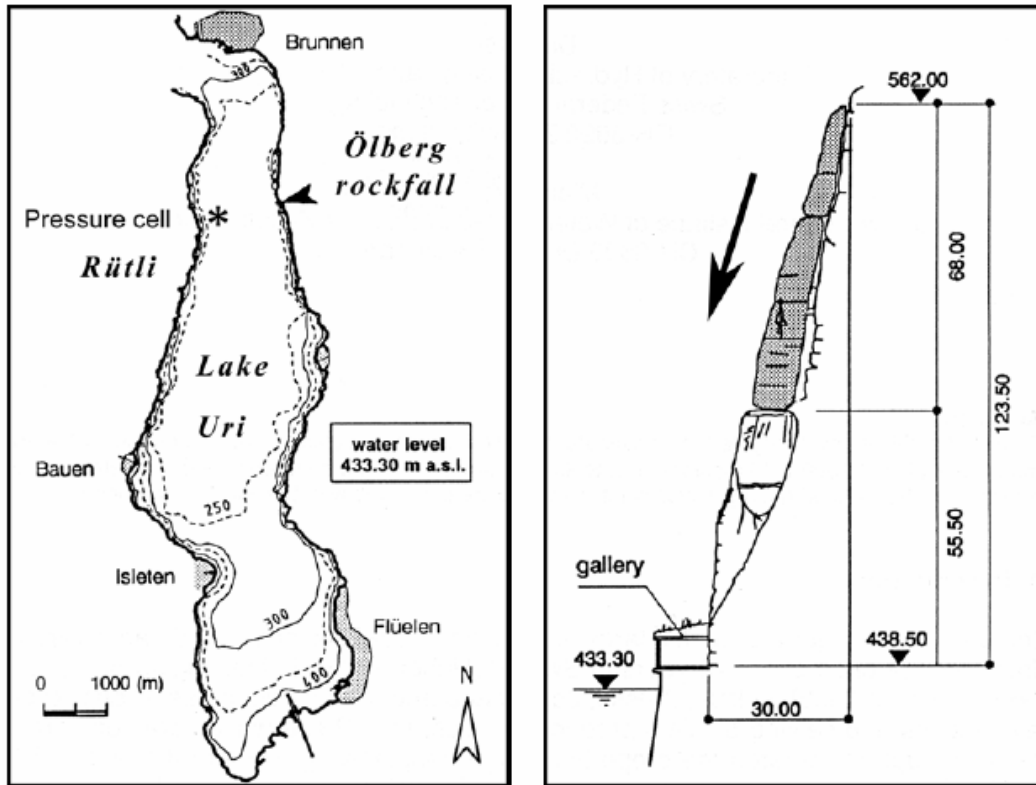 Brunnen
300
Ölberg
rockfall
Pressure cell
*
Rütli
Lake
Uri
water level
433.30 m a.s.l.
Bauen
250
Isleten
300
Flüelen
400
0 1000 (m)
N
562.00
68.00
123.50
55.50
gallery
433.30
438.50
30.00